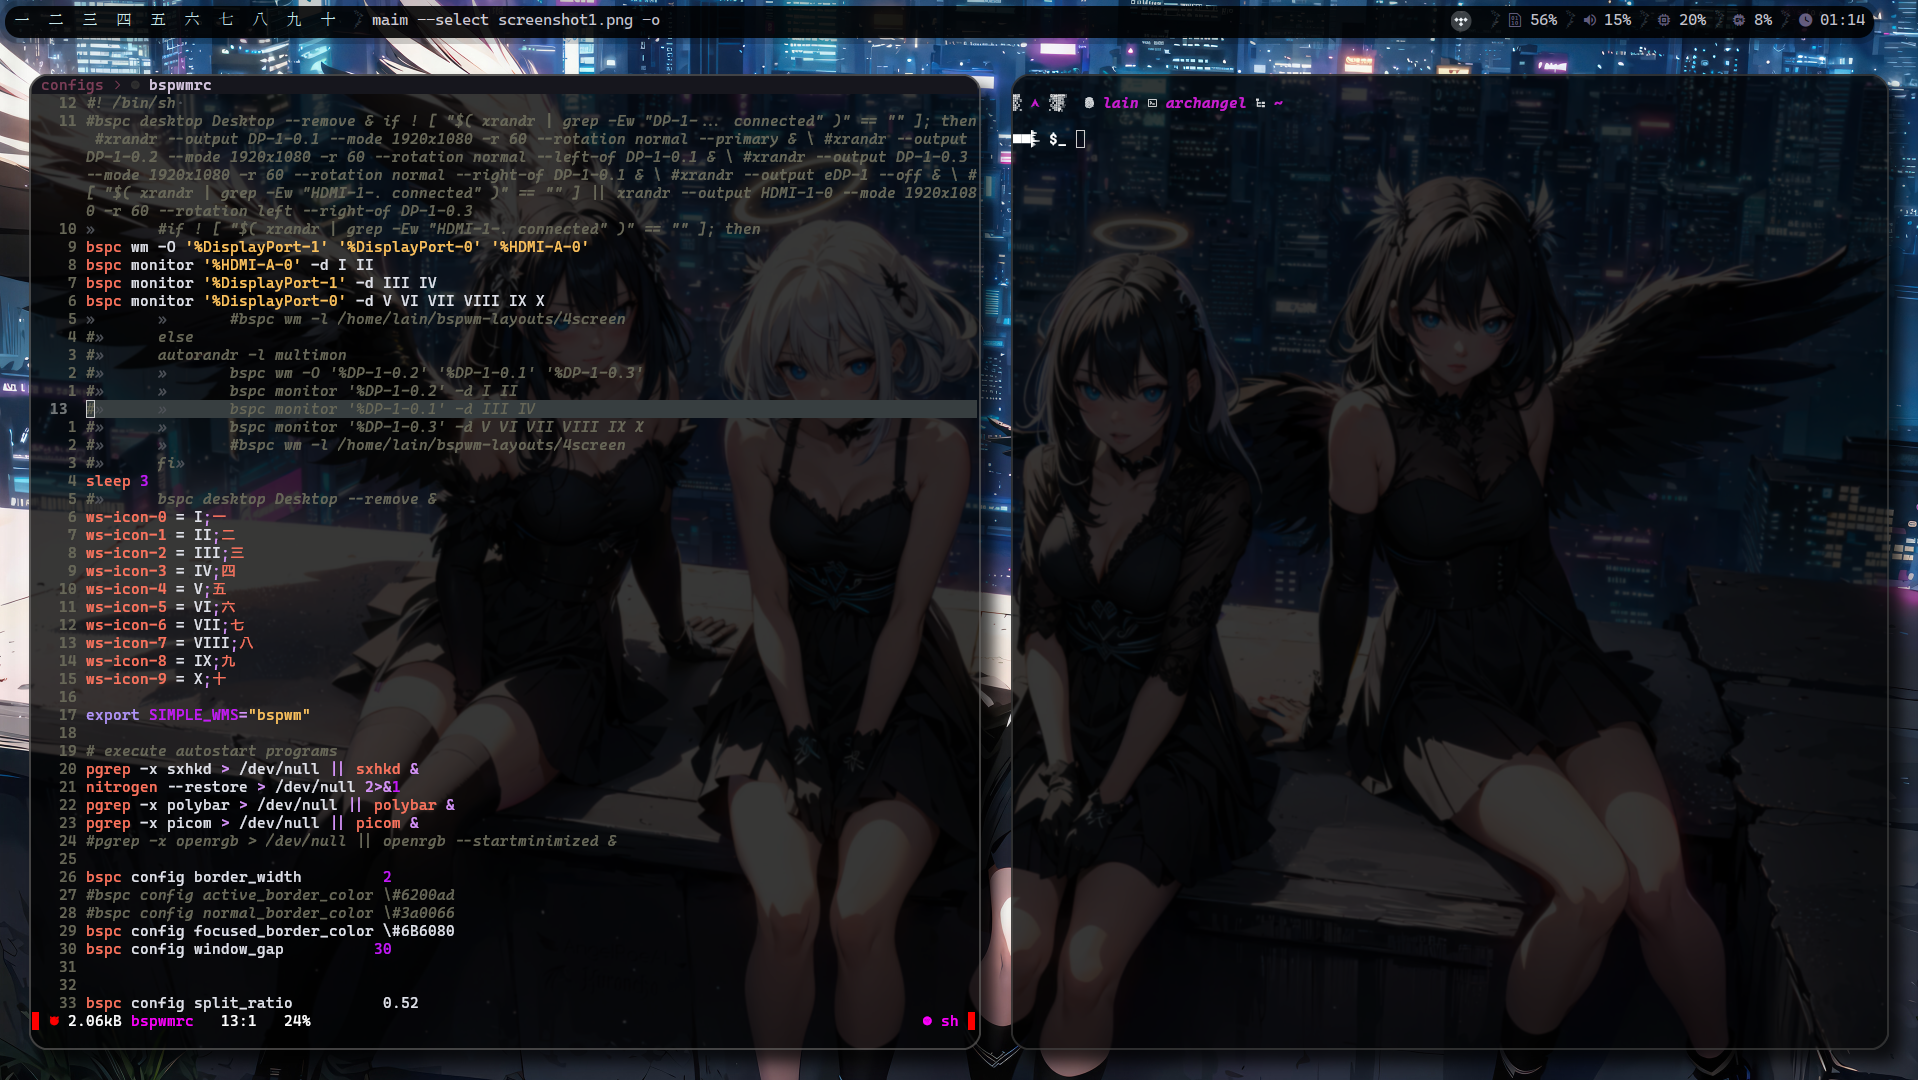 一 二 三 四 五 六 七 八 九 十 maim --select screenshot1.png -o 56% 15% 20% 8% 01:14
configs > bspwmrc
12 #! /bin/sh
11 #bspc desktop Desktop --remove & if ! [ "$( xrandr | grep -Ew "DP-1-... connected" )" == "" ]; then
#xrandr --output DP-1-0.1 --mode 1920x1080 -r 60 --rotation normal --primary & \ #xrandr --output
DP-1-0.2 --mode 1920x1080 -r 60 --rotation normal --left-of DP-1-0.1 & \ #xrandr --output DP-1-0.3
--mode 1920x1080 -r 60 --rotation normal --right-of DP-1-0.1 & \ #xrandr --output eDP-1 --off & \ #
[ "$( xrandr | grep -Ew "HDMI-1-. connected" )" == "" ] || xrandr --output HDMI-1-0 --mode 1920x108
0 -r 60 --rotation left --right-of DP-1-0.3
10 » #if ! [ "$( xrandr | grep -Ew "HDMI-1-. connected" )" == "" ]; then
9 bspc wm -O '%DisplayPort-1' '%DisplayPort-0' '%HDMI-A-0'
8 bspc monitor '%HDMI-A-0' -d I II
7 bspc monitor '%DisplayPort-1' -d III IV
6 bspc monitor '%DisplayPort-0' -d V VI VII VIII IX X
5 » » #bspc wm -l /home/lain/bspwm-layouts/4screen
4 #» else
3 #» autorandr -l multimon
2 #» » bspc wm -O '%DP-1-0.2' '%DP-1-0.1' '%DP-1-0.3'
1 #» » bspc monitor '%DP-1-0.2' -d I II
13 #» » bspc monitor '%DP-1-0.1' -d III IV
1 #» » bspc monitor '%DP-1-0.3' -d V VI VII VIII IX X
2 #» » #bspc wm -l /home/lain/bspwm-layouts/4screen
3 #» fi»
4 sleep 3
5 #» bspc desktop Desktop --remove &
6 ws-icon-0 = I;一
7 ws-icon-1 = II;二
8 ws-icon-2 = III;三
9 ws-icon-3 = IV;四
10 ws-icon-4 = V;五
11 ws-icon-5 = VI;六
12 ws-icon-6 = VII;七
13 ws-icon-7 = VIII;八
14 ws-icon-8 = IX;九
15 ws-icon-9 = X;十
16
17 export SIMPLE_WMS="bspwm"
18
19 # execute autostart programs
20 pgrep -x sxhkd > /dev/null || sxhkd &
21 nitrogen --restore > /dev/null 2>&1
22 pgrep -x polybar > /dev/null || polybar &
23 pgrep -x picom > /dev/null || picom &
24 #pgrep -x openrgb > /dev/null || openrgb --startminimized &
25
26 bspc config border_width 2
27 #bspc config active_border_color \#6200ad
28 #bspc config normal_border_color \#3a0066
29 bspc config focused_border_color \#6B6080
30 bspc config window_gap 30
31
32
33 bspc config split_ratio 0.52
2.06kB bspwmrc 13:1 24% sh
lain archangel ~
$_